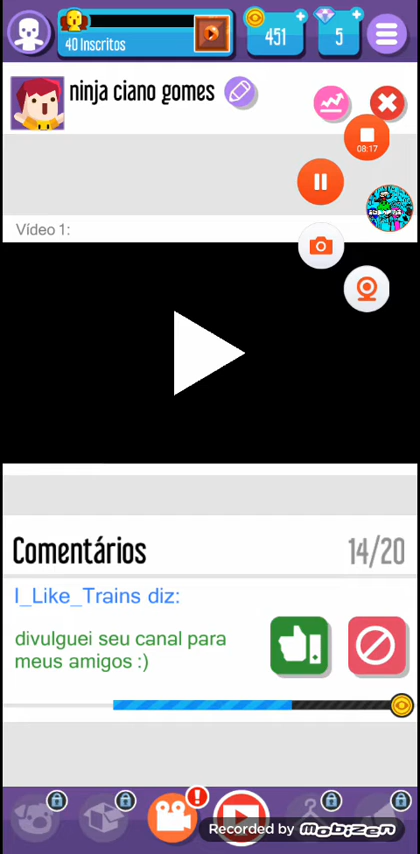 40 Inscritos
451
5
ninja ciano gomes
08:17
Vídeo 1:
Comentários
14/20
I_Like_Trains diz:
divulguei seu canal para
meus amigos :)
Recorded by MOBIZEN